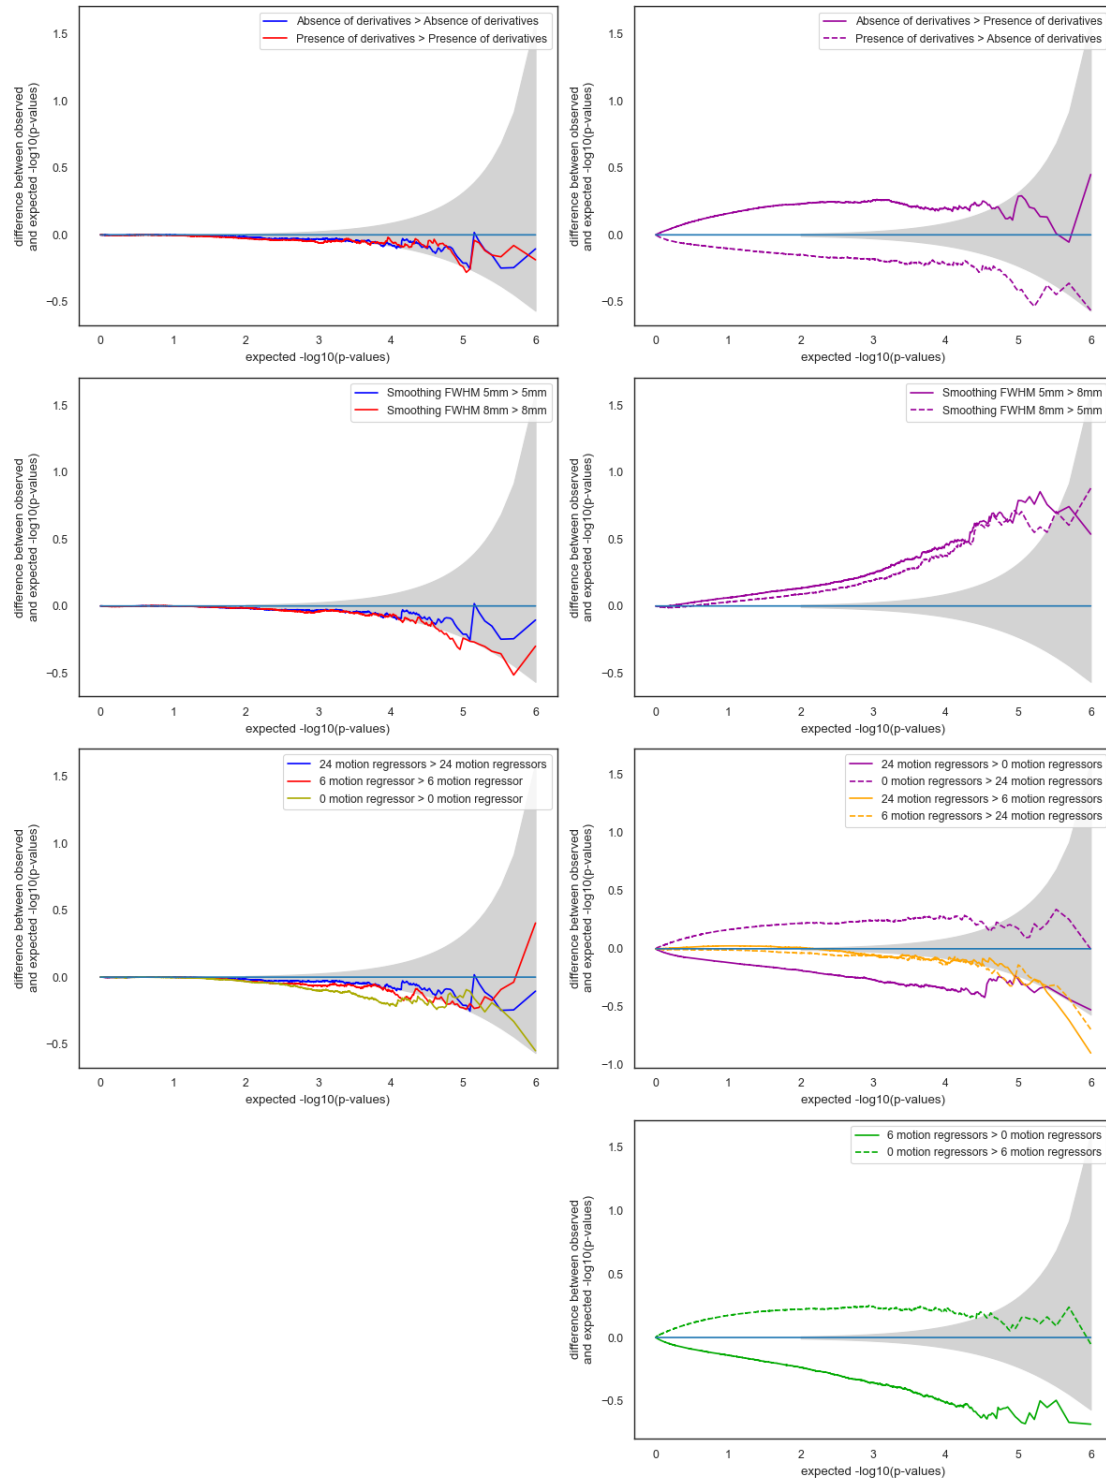 Absence of derivatives > Absence of derivatives
Presence of derivatives > Presence of derivatives
1.5
1.0
0.5
0.0
−0.5
difference between observed
and expected -log10(p-values)
0 1 2 3 4 5 6
expected -log10(p-values)
Absence of derivatives > Presence of derivatives
Presence of derivatives > Absence of derivatives
1.5
1.0
0.5
0.0
−0.5
difference between observed
and expected -log10(p-values)
0 1 2 3 4 5 6
expected -log10(p-values)
Smoothing FWHM 5mm > 5mm
Smoothing FWHM 8mm > 8mm
1.5
1.0
0.5
0.0
−0.5
difference between observed
and expected -log10(p-values)
0 1 2 3 4 5 6
expected -log10(p-values)
Smoothing FWHM 5mm > 8mm
Smoothing FWHM 8mm > 5mm
1.5
1.0
0.5
0.0
−0.5
difference between observed
and expected -log10(p-values)
0 1 2 3 4 5 6
expected -log10(p-values)
24 motion regressors > 24 motion regressors
6 motion regressor > 6 motion regressor
0 motion regressor > 0 motion regressor
1.5
1.0
0.5
0.0
−0.5
difference between observed
and expected -log10(p-values)
0 1 2 3 4 5 6
expected -log10(p-values)
24 motion regressors > 0 motion regressors
0 motion regressors > 24 motion regressors
24 motion regressors > 6 motion regressors
6 motion regressors > 24 motion regressors
1.5
1.0
0.5
0.0
−0.5
−1.0
difference between observed
and expected -log10(p-values)
0 1 2 3 4 5 6
expected -log10(p-values)
6 motion regressors > 0 motion regressors
0 motion regressors > 6 motion regressors
1.5
1.0
0.5
0.0
−0.5
difference between observed
and expected -log10(p-values)
0 1 2 3 4 5 6
expected -log10(p-values)